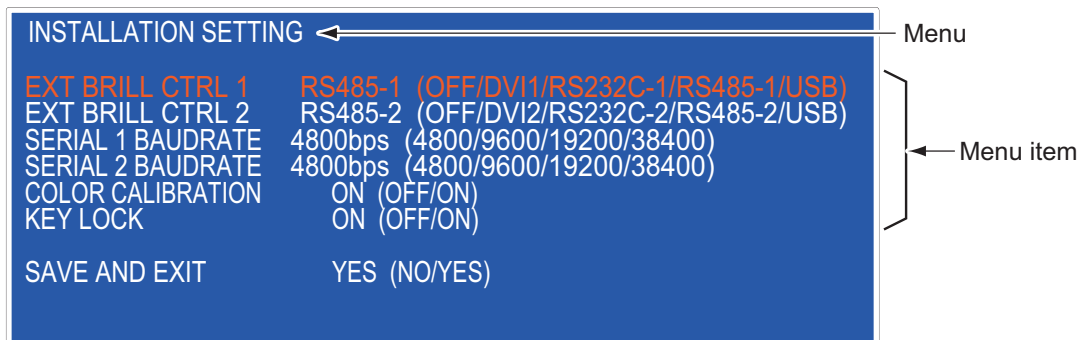 INSTALLATION SETTING
Menu
EXT BRILL CTRL 1 RS485-1 (OFF/DVI1/RS232C-1/RS485-1/USB)
EXT BRILL CTRL 2 RS485-2 (OFF/DVI2/RS232C-2/RS485-2/USB)
SERIAL 1 BAUDRATE 4800bps (4800/9600/19200/38400)
SERIAL 2 BAUDRATE 4800bps (4800/9600/19200/38400)
COLOR CALIBRATION ON (OFF/ON)
KEY LOCK ON (OFF/ON)
Menu item
SAVE AND EXIT YES (NO/YES)